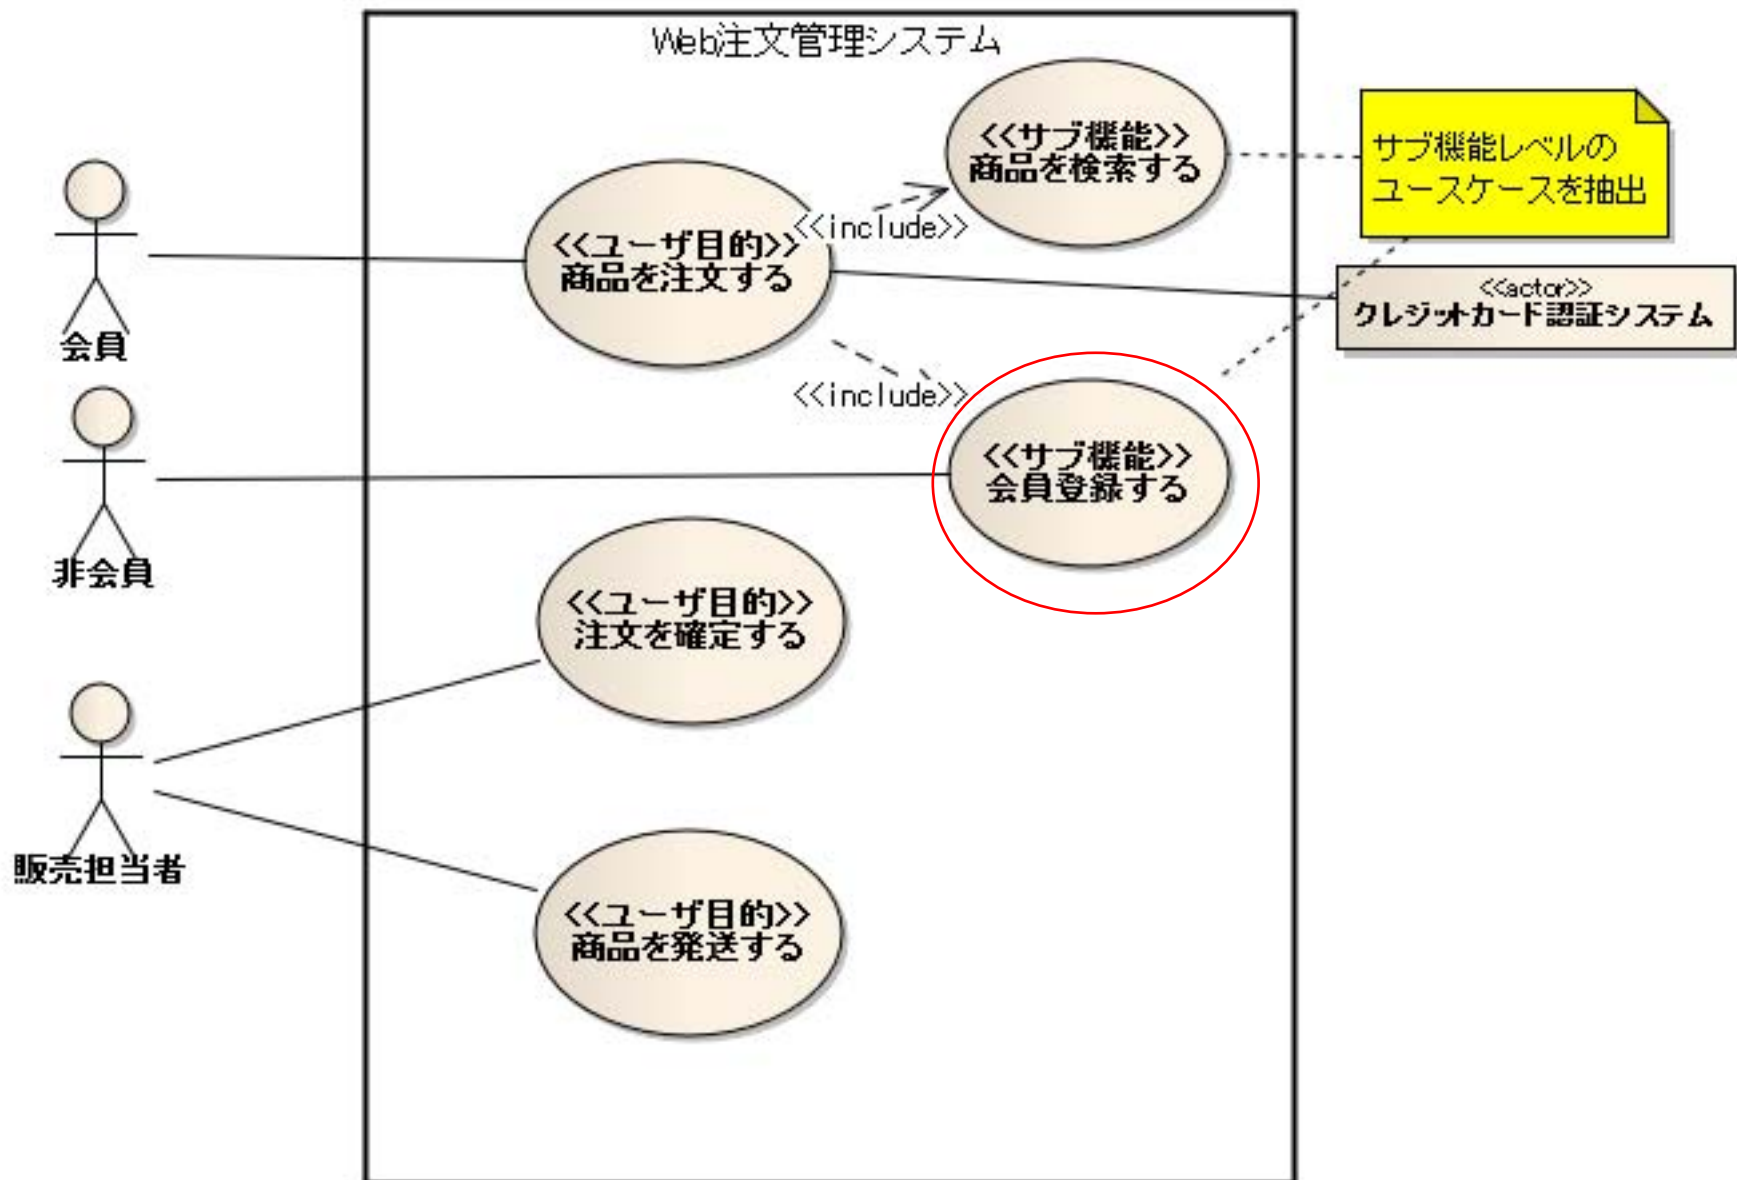 Web注文管理システム
<<サブ機能>>
商品を検索する
サブ機能レベルの
ユースケースを抽出
<<include>>
<<ユーザ目的>>
商品を注文する
<<actor>>
クレジットカード認証システム
会員
<<include>>
<<サブ機能>>
会員登録する
非会員
<<ユーザ目的>>
注文を確定する
販売担当者
<<ユーザ目的>>
商品を発送する